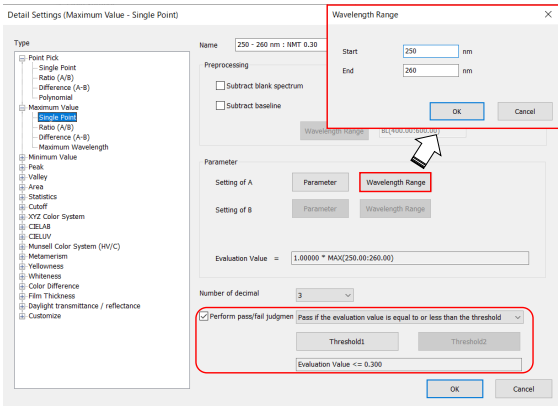 Detail Settings (Maximum Value - Single Point)
Wavelength Range
Start 250 nm
End 260 nm
OK Cancel
Type
Point Pick
Single Point
Ratio (A/B)
Difference (A-B)
Polynomial
Maximum Value
Single Point
Ratio (A/B)
Difference (A-B)
Maximum Wavelength
Minimum Value
Peak
Valley
Area
Statistics
Cutoff
XYZ Color System
CIELAB
CIELUV
Munsell Color System (HV/C)
Metamerism
Yellowness
Whiteness
Color Difference
Film Thickness
Daylight transmittance / reflectance
Customize
Name 250 - 260 nm : NMT 0.30
Preprocessing
Subtract blank spectrum
Subtract baseline
Wavelength Range BL(400.00:600.00)
Parameter
Setting of A Parameter Wavelength Range
Setting of B Parameter Wavelength Range
Evaluation Value = 1.00000 * MAX(250.00:260.00)
Number of decimal 3
Perform pass/fail judgmen Pass if the evaluation value is equal to or less than the threshold
Threshold1 Threshold2
Evaluation Value <= 0.300
OK Cancel